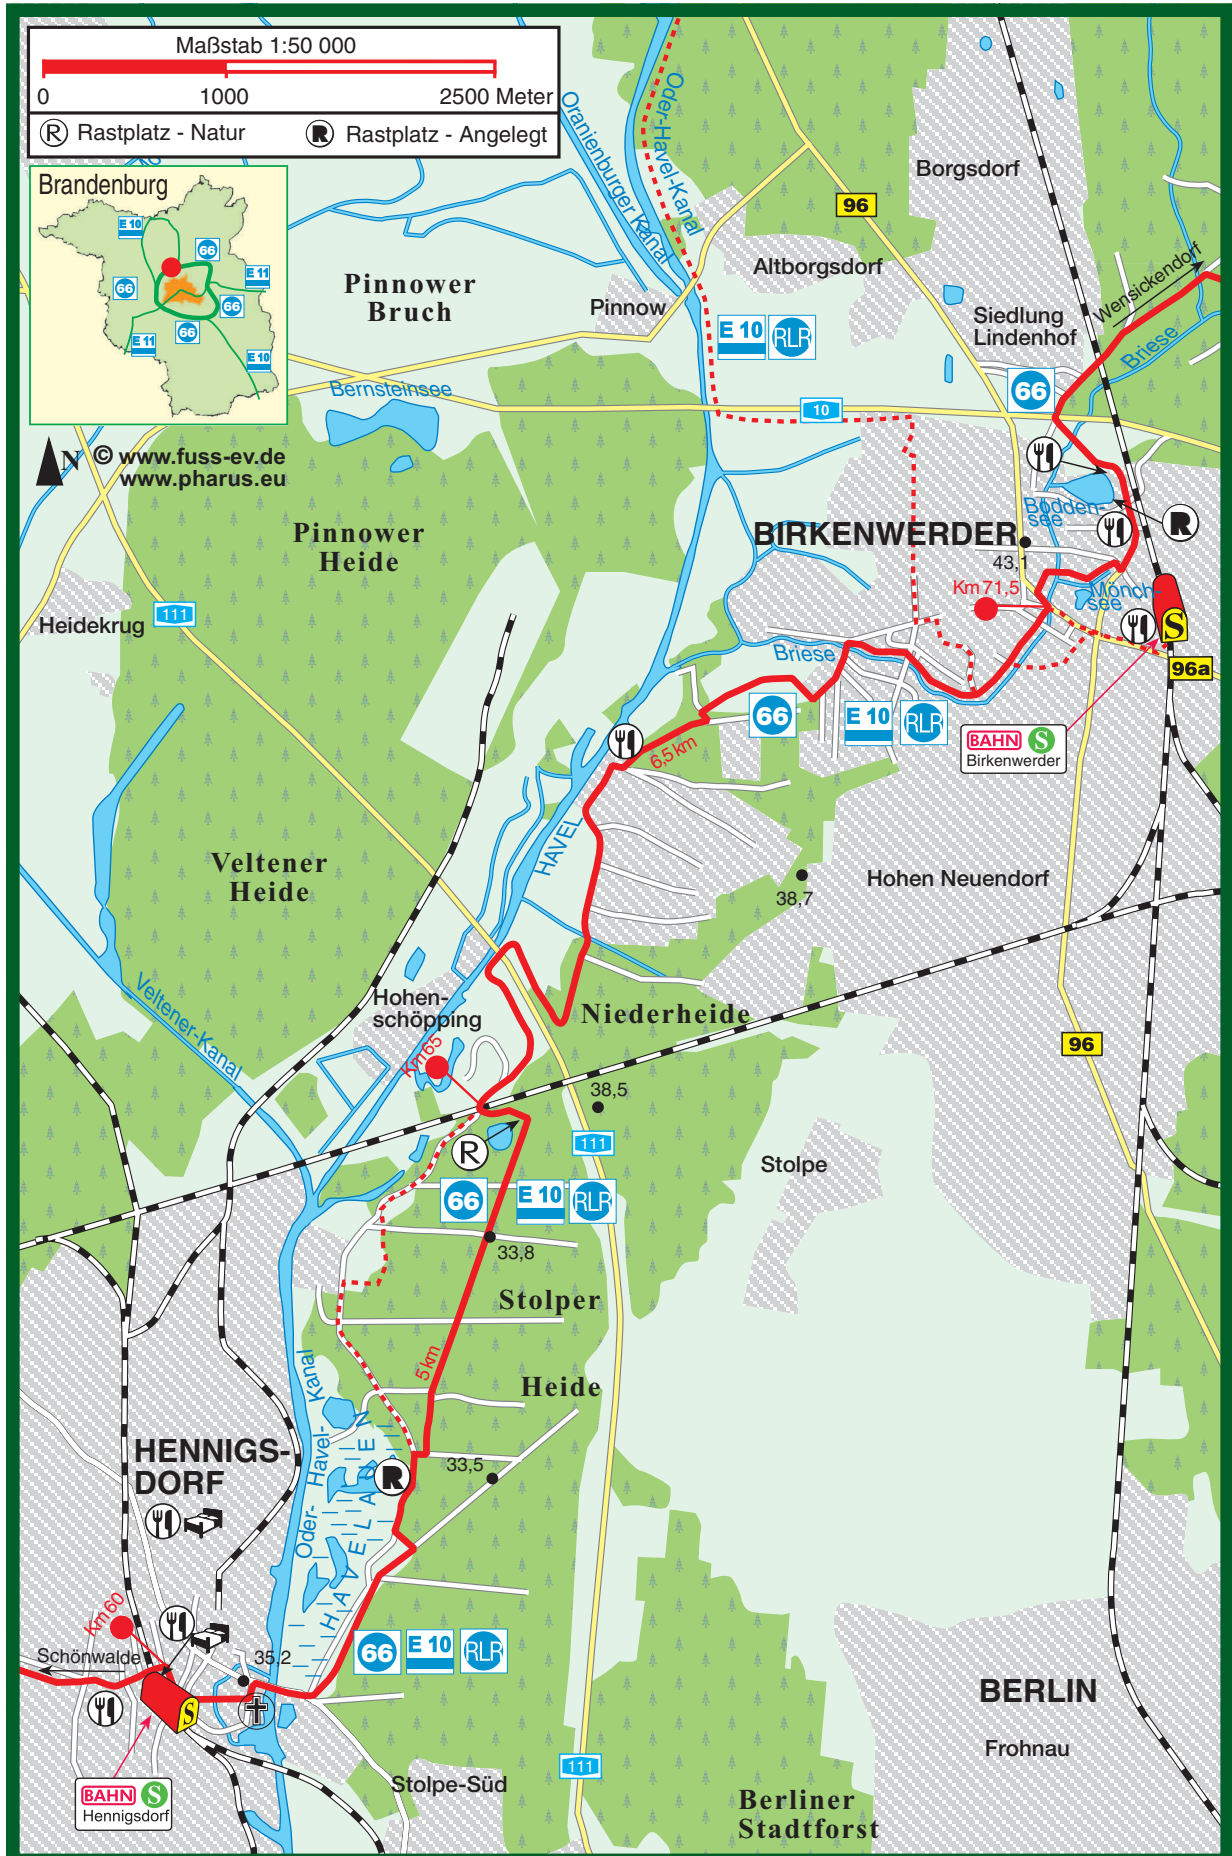 Maßstab 1:50 000
0 1000 2500 Meter
R Rastplatz - Natur R Rastplatz - Angelegt
Brandenburg
E 10
66
E 11
66
66
66
E 11
E 10
N © www.fuss-ev.de
www.pharus.eu
Oranienburger Kanal
Oder-Havel-Kanal
Borgsdorf
96
Altborgsdorf
Pinnower
Bruch
Pinnow
Wensickendorf
Siedlung
Lindenhof
Briese
E 10 RLR
Bernsteinsee
66
10
Pinnower
Heide
Bodden-
see
R
BIRKENWERDER
43,1
Km 71,5
Mönch-
see
S
111
Heidekrug
Briese
96a
66 E 10 RLR
BAHN S
Birkenwerder
6,5 km
HAVEL
Veltener
Heide
38,7
Hohen Neuendorf
Veltener-Kanal
Hohen-
schöpping
Niederheide
Km 65
96
38,5
111
R
Stolpe
66 E 10 RLR
33,8
Stolper
5 km
Heide
Oder- Havel- Kanal
HAVELAUEN
HENNIGS-
DORF
R
33,5
Km 60
Schönwalde
35,2
66 E 10 RLR
S
BERLIN
Frohnau
BAHN S
Hennigsdorf
Stolpe-Süd
111
Berliner
Stadtforst